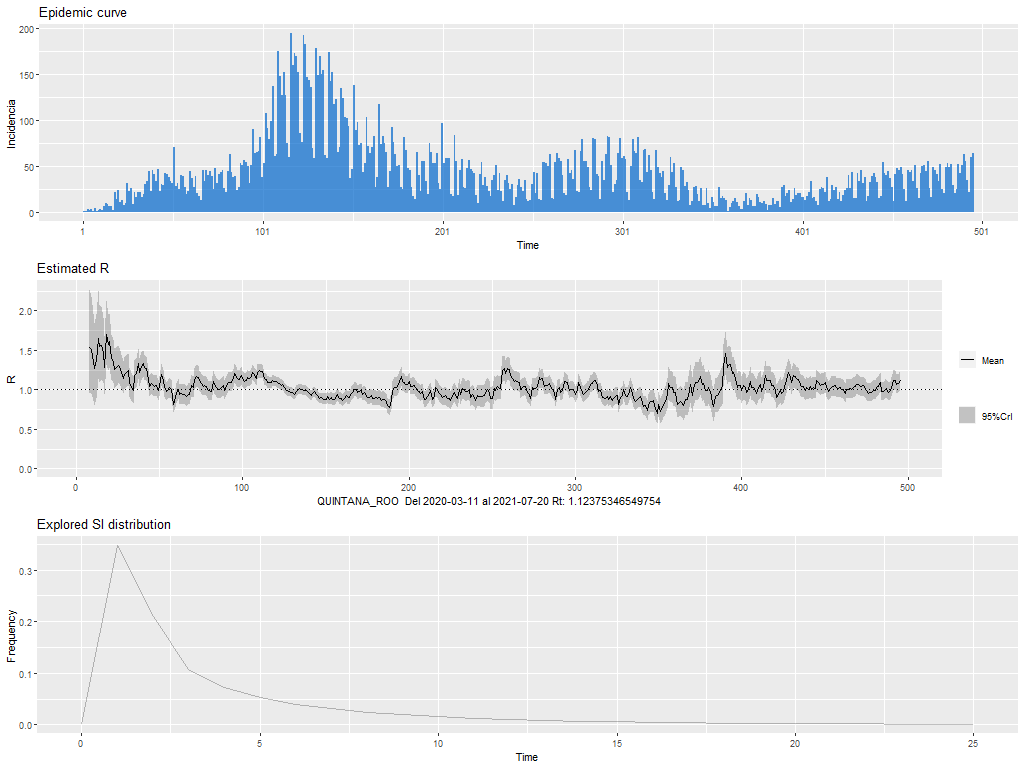 Epidemic curve
200
150
100
50
0
Incidencia
1 101 201 301 401 501
Time
Estimated R
2.0
1.5
1.0
0.5
0.0
R
Mean
95%CrI
0 100 200 300 400 500
QUINTANA_ROO Del 2020-03-11 al 2021-07-20 Rt: 1.12375346549754
Explored SI distribution
0.3
0.2
0.1
0.0
Frequency
0 5 10 15 20 25
Time